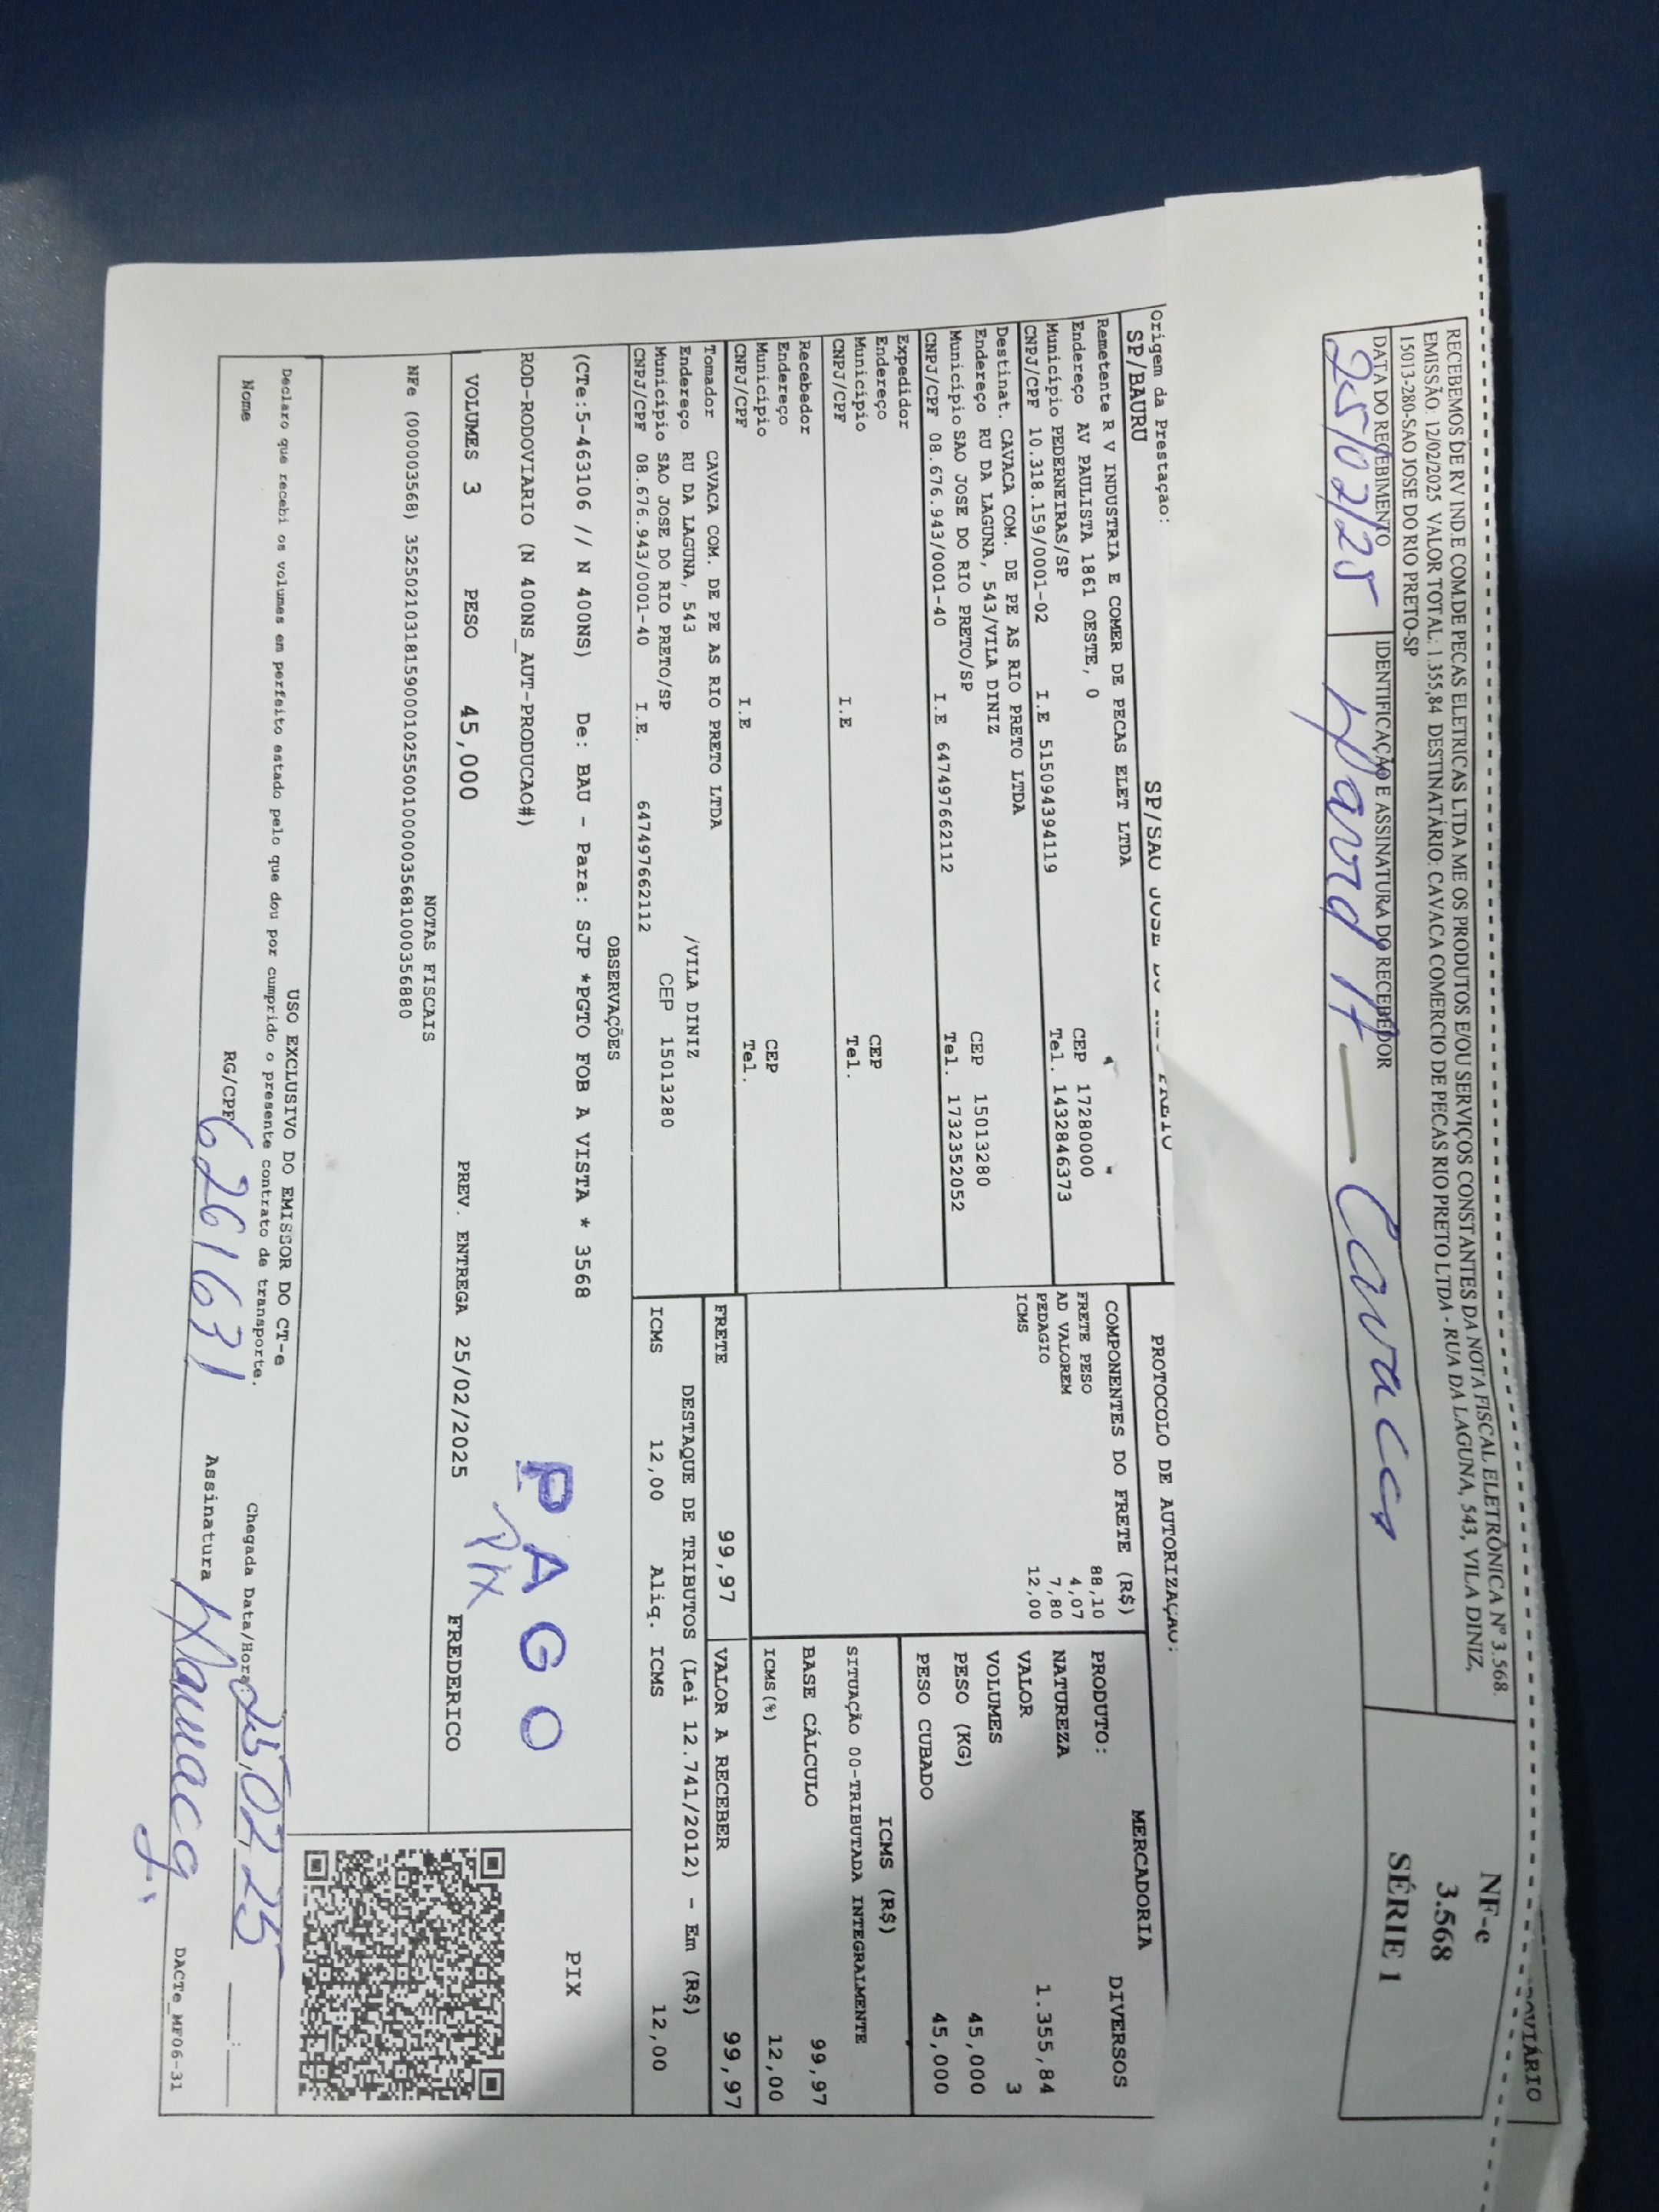 RODOVIÁRIO
RECEBEMOS DE RV IND.E COM.DE PECAS ELETRICAS LTDA ME OS PRODUTOS E/OU SERVIÇOS CONSTANTES DA NOTA FISCAL ELETRÔNICA Nº 3.568.
EMISSÃO: 12/02/2025 VALOR TOTAL: 1.355,84 DESTINATÁRIO: CAVACA COMERCIO DE PECAS RIO PRETO LTDA - RUA DA LAGUNA, 543, VILA DINIZ,
15013-280-SAO JOSE DO RIO PRETO-SP
NF-e
3.568
SÉRIE 1
DATA DO RECEBIMENTO IDENTIFICAÇÃO E ASSINATURA DO RECEBEDOR
25/02/25 Cavaca
Origem da Prestação:
SP/BAURU SP/SAO JOSE DO RIO PRETO
PROTOCOLO DE AUTORIZAÇAO:
Remetente R V INDUSTRIA E COMER DE PECAS ELET LTDA
Endereço AV PAULISTA 1861 OESTE, 0 CEP 17280000
Município PEDERNEIRAS/SP Tel. 1432846373
CNPJ/CPF 10.318.159/0001-02 I.E 515094394119
Destinat. CAVACA COM. DE PE AS RIO PRETO LTDA
Endereço RU DA LAGUNA, 543/VILA DINIZ CEP 15013280
Município SAO JOSE DO RIO PRETO/SP Tel. 1732352052
CNPJ/CPF 08.676.943/0001-40 I.E 647497662112
Expedidor
Endereço CEP
Município Tel.
CNPJ/CPF I.E
Recebedor
Endereço CEP
Município Tel.
CNPJ/CPF I.E
Tomador CAVACA COM. DE PE AS RIO PRETO LTDA
Endereço RU DA LAGUNA, 543 /VILA DINIZ
Município SAO JOSE DO RIO PRETO/SP CEP 15013280
CNPJ/CPF 08.676.943/0001-40 I.E. 647497662112
COMPONENTES DO FRETE (R$)
FRETE PESO 88,10
AD VALOREM 4,07
PEDAGIO 7,80
ICMS 12,00
MERCADORIA
PRODUTO: DIVERSOS
NATUREZA
VALOR 1.355,84
VOLUMES 3
PESO (KG) 45,000
PESO CUBADO 45,000
ICMS (R$)
SITUAÇÃO 00-TRIBUTADA INTEGRALMENTE
BASE CÁLCULO 99,97
ICMS(%) 12,00
FRETE 99,97 VALOR A RECEBER 99,97
DESTAQUE DE TRIBUTOS (Lei 12.741/2012) - Em (R$)
ICMS 12,00 Aliq. ICMS 12,00
OBSERVAÇÕES
(CTe:5-463106 // N 400NS) De: BAU - Para: SJP *PGTO FOB A VISTA * 3568
ROD-RODOVIARIO (N 400NS_AUT-PRODUCAO#)
PAGO
PIX
PIX
VOLUMES 3 PESO 45,000 PREV. ENTREGA 25/02/2025 FREDERICO
NOTAS FISCAIS
NFe (000003568) 35250210318159000102550010000035681000356880
USO EXCLUSIVO DO EMISSOR DO CT-e
Declaro que recebi os volumes em perfeito estado pelo que dou por cumprido o presente contrato de transporte.
Chegada Data/Hora: 25/02/25 ___:___
Nome RG/CPF 6261631 Assinatura
DACTe_MF06-31